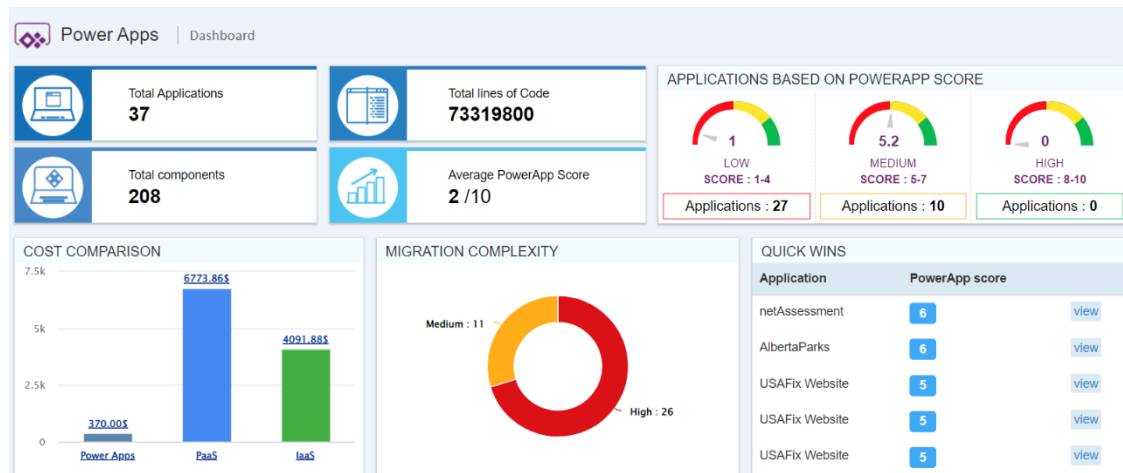 Power Apps | Dashboard
Total Applications
37
Total lines of Code
73319800
Total components
208
Average PowerApp Score
2 /10
APPLICATIONS BASED ON POWERAPP SCORE
1
LOW
SCORE : 1-4
Applications : 27
5.2
MEDIUM
SCORE : 5-7
Applications : 10
0
HIGH
SCORE : 8-10
Applications : 0
COST COMPARISON
7.5k
5k
2.5k
0
370.00$
6773.86$
4091.88$
Power Apps
PaaS
IaaS
MIGRATION COMPLEXITY
Medium : 11
High : 26
QUICK WINS
Application PowerApp score
netAssessment 6 view
AlbertaParks 6 view
USAFix Website 5 view
USAFix Website 5 view
USAFix Website 5 view